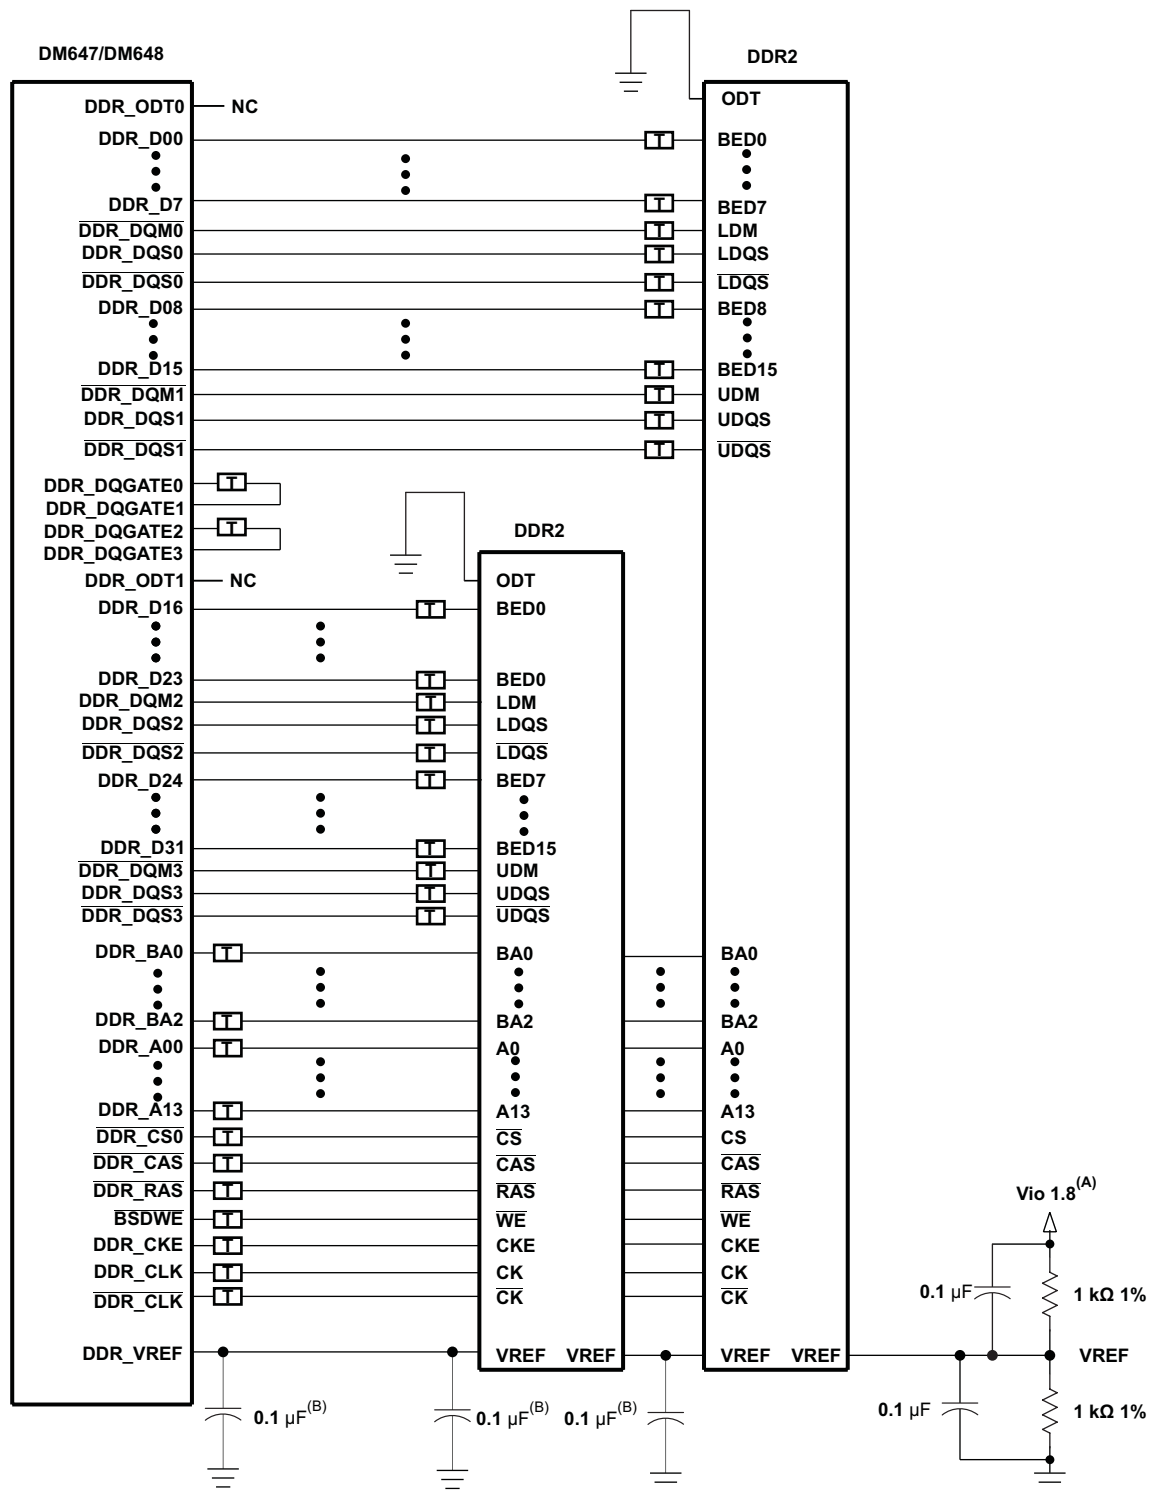 DM647/DM648
DDR2
DDR_ODT0 NC ODT
DDR_D00 T BED0
DDR_D7 T BED7
DDR_DQM0 T LDM
DDR_DQS0 T LDQS
DDR_DQS0 T LDQS
DDR_D08 T BED8
DDR_D15 T BED15
DDR_DQM1 T UDM
DDR_DQS1 T UDQS
DDR_DQS1 T UDQS
DDR_DQGATE0 T
DDR_DQGATE1
DDR_DQGATE2 T
DDR_DQGATE3
DDR2
DDR_ODT1 NC ODT
DDR_D16 T BED0
DDR_D23 T BED0
DDR_DQM2 T LDM
DDR_DQS2 T LDQS
DDR_DQS2 T LDQS
DDR_D24 T BED7
DDR_D31 T BED15
DDR_DQM3 T UDM
DDR_DQS3 T UDQS
DDR_DQS3 T UDQS
DDR_BA0 T BA0 BA0
DDR_BA2 T BA2 BA2
DDR_A00 T A0 A0
DDR_A13 T A13 A13
DDR_CS0 T CS CS
DDR_CAS T CAS CAS
DDR_RAS T RAS RAS
BSDWE T WE WE
DDR_CKE T CKE CKE
DDR_CLK T CK CK
DDR_CLK T CK CK
Vio 1.8(A)
0.1 µF 1 kΩ 1%
DDR_VREF VREF VREF VREF VREF VREF
0.1 µF(B) 0.1 µF(B) 0.1 µF(B) 0.1 µF 1 kΩ 1%